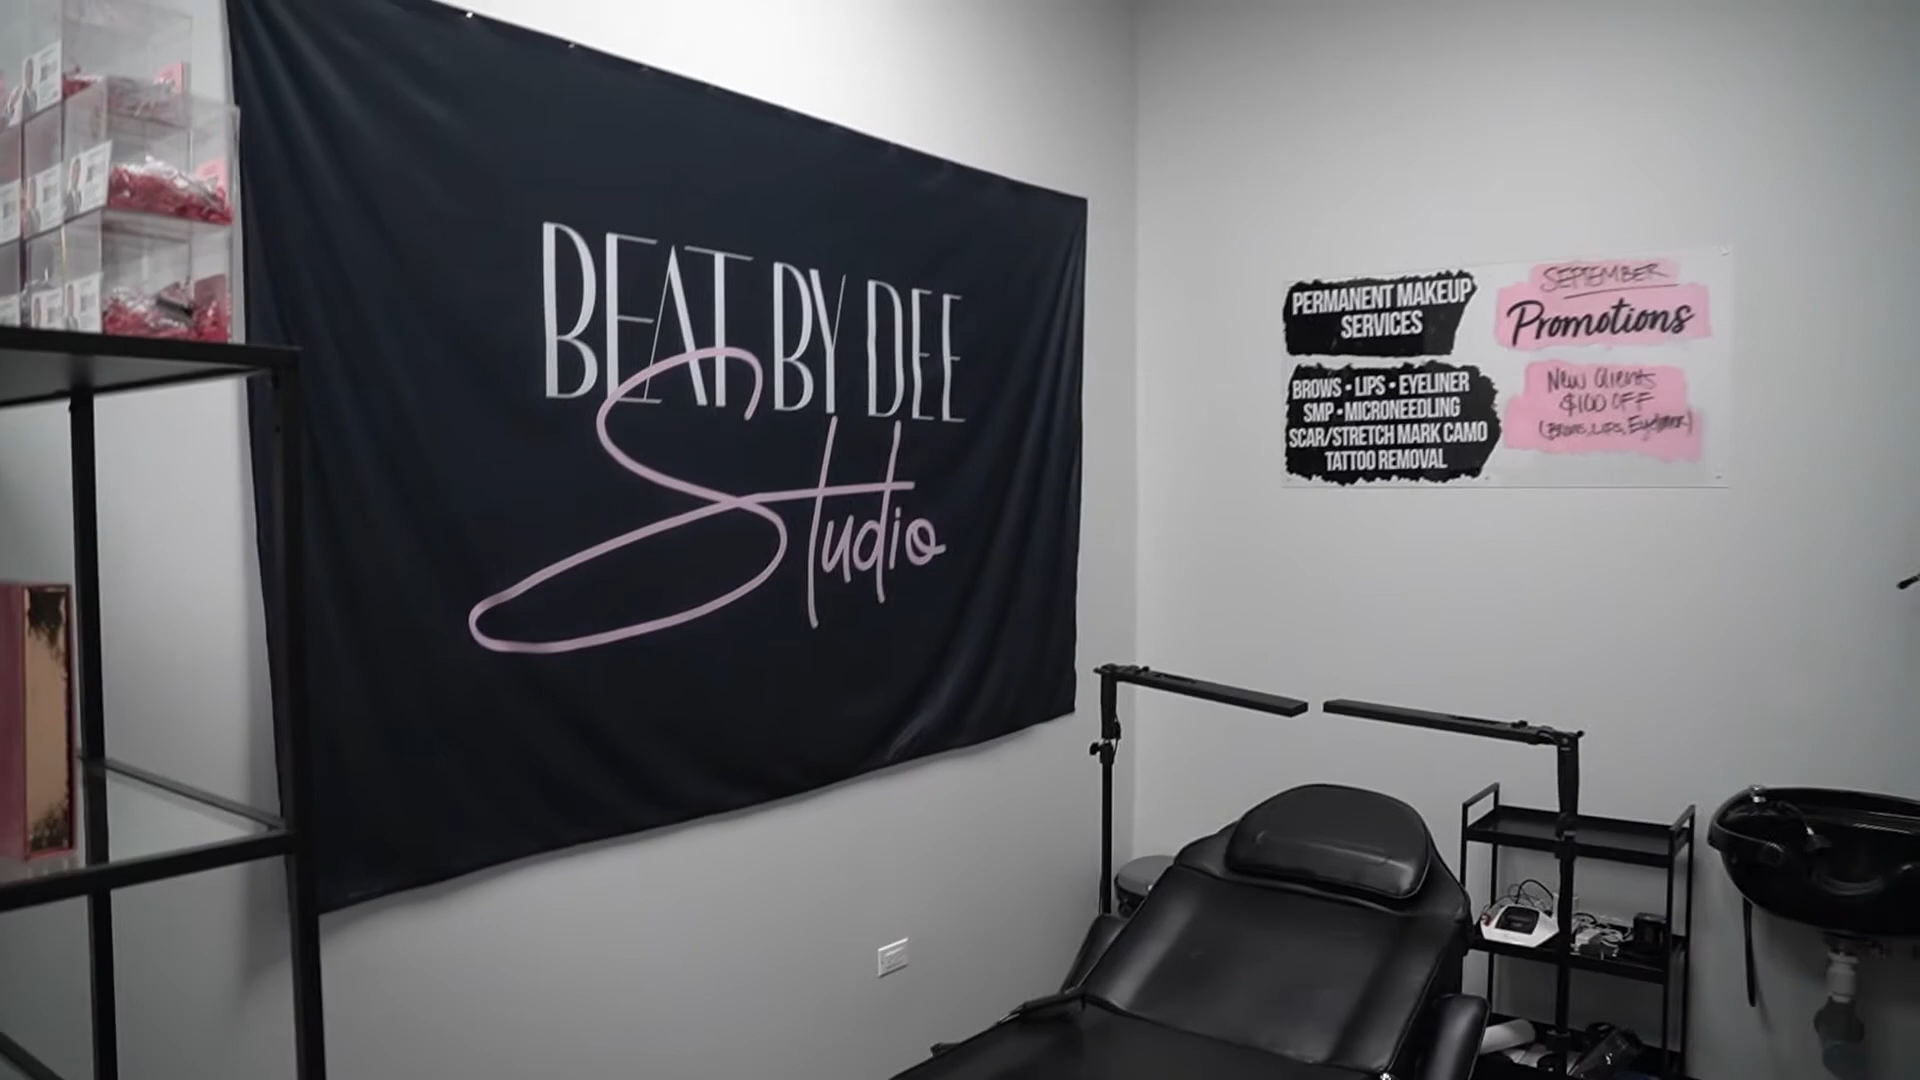 BEAT BY DEE
Studio
PERMANENT MAKEUP
SERVICES
BROWS • LIPS • EYELINER
SMP • MICRONEEDLING
SCAR/STRETCH MARK CAMO
TATTOO REMOVAL
SEPTEMBER
Promotions
New Clients
$100 OFF
(Brows, Lips, Eyeliner)